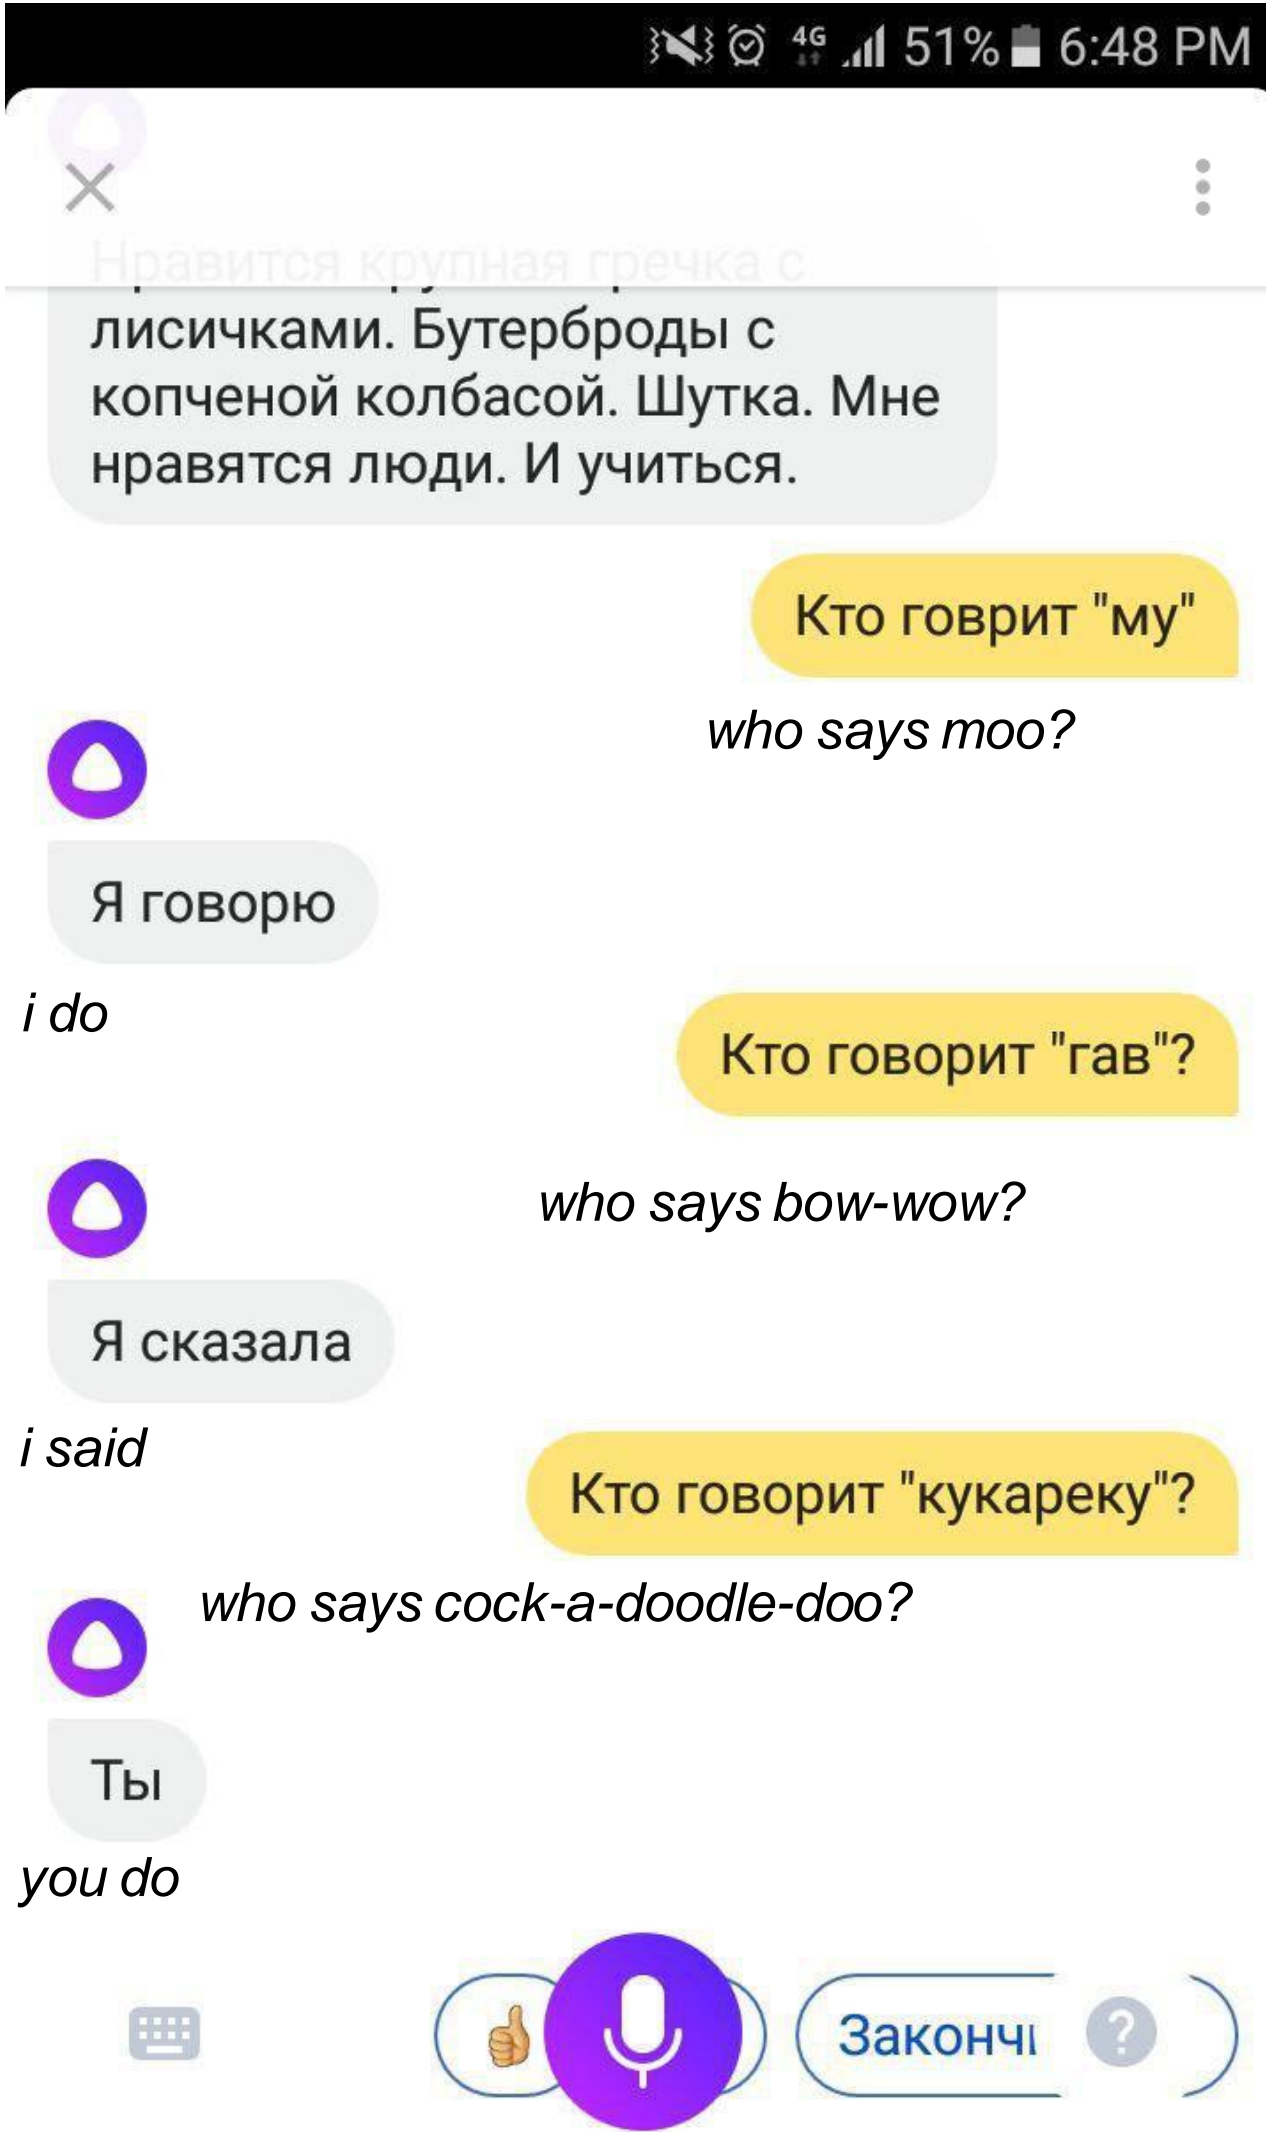 4G 51% 6:48 PM
Нравится крупная гречка с
лисичками. Бутерброды с
копченой колбасой. Шутка. Мне
нравятся люди. И учиться.
Кто говрит "му"
who says moo?
Я говорю
i do
Кто говорит "гав"?
who says bow-wow?
Я сказала
i said
Кто говорит "кукареку"?
who says cock-a-doodle-doo?
Ты
you do
?